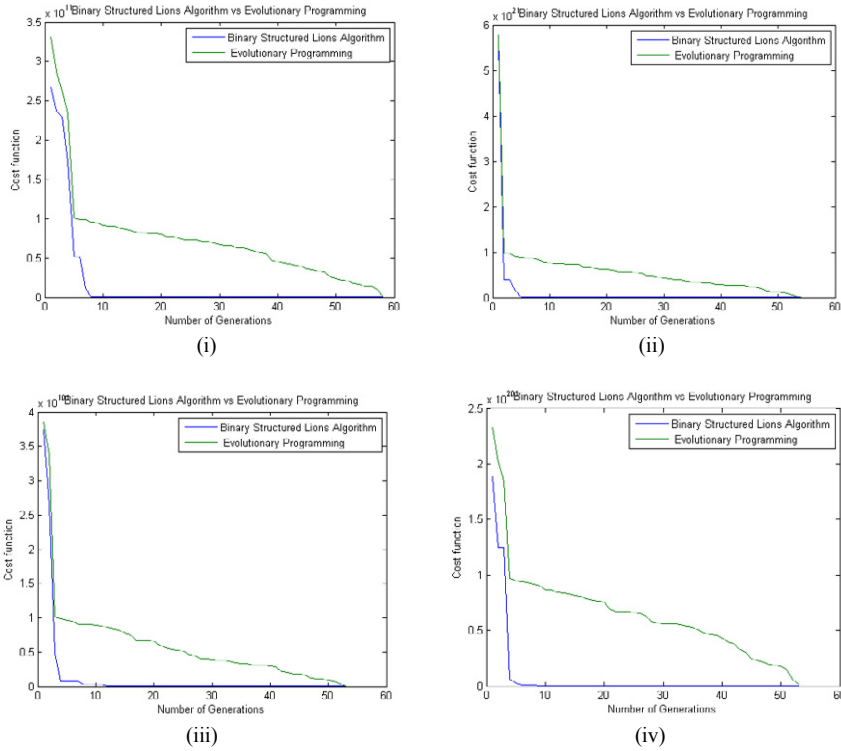 Binary Structured Lions Algorithm vs Evolutionary Programming
x 10
3.5
3
2.5
2
1.5
1
0.5
0
Cost function
Binary Structured Lions Algorithm
Evolutionary Programming
0 10 20 30 40 50 60
Number of Generations
(i)
Binary Structured Lions Algorithm vs Evolutionary Programming
x 10
6
5
4
3
2
1
0
Cost function
Binary Structured Lions Algorithm
Evolutionary Programming
0 10 20 30 40 50 60
Number of Generations
(ii)
Binary Structured Lions Algorithm vs Evolutionary Programming
x 10
4
3.5
3
2.5
2
1.5
1
0.5
0
Cost function
Binary Structured Lions Algorithm
Evolutionary Programming
0 10 20 30 40 50 60
Number of Generations
(iii)
Binary Structured Lions Algorithm vs Evolutionary Programming
x 10
2.5
2
1.5
1
0.5
0
Cost function
Binary Structured Lions Algorithm
Evolutionary Programming
0 10 20 30 40 50 60
Number of Generations
(iv)